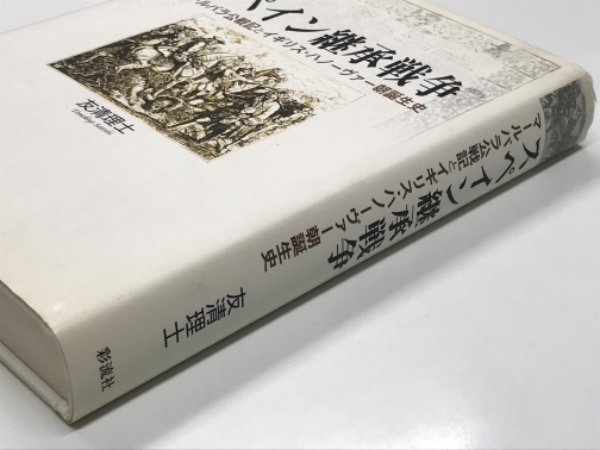 ペイン継承戦争
ールバラ公戦記とイギリス・ハノーヴァー朝誕生史
友清理士
スペイン継承戦争
マールバラ公戦記とイギリス・ハノーヴァー朝誕生史
友清理士
彩流社